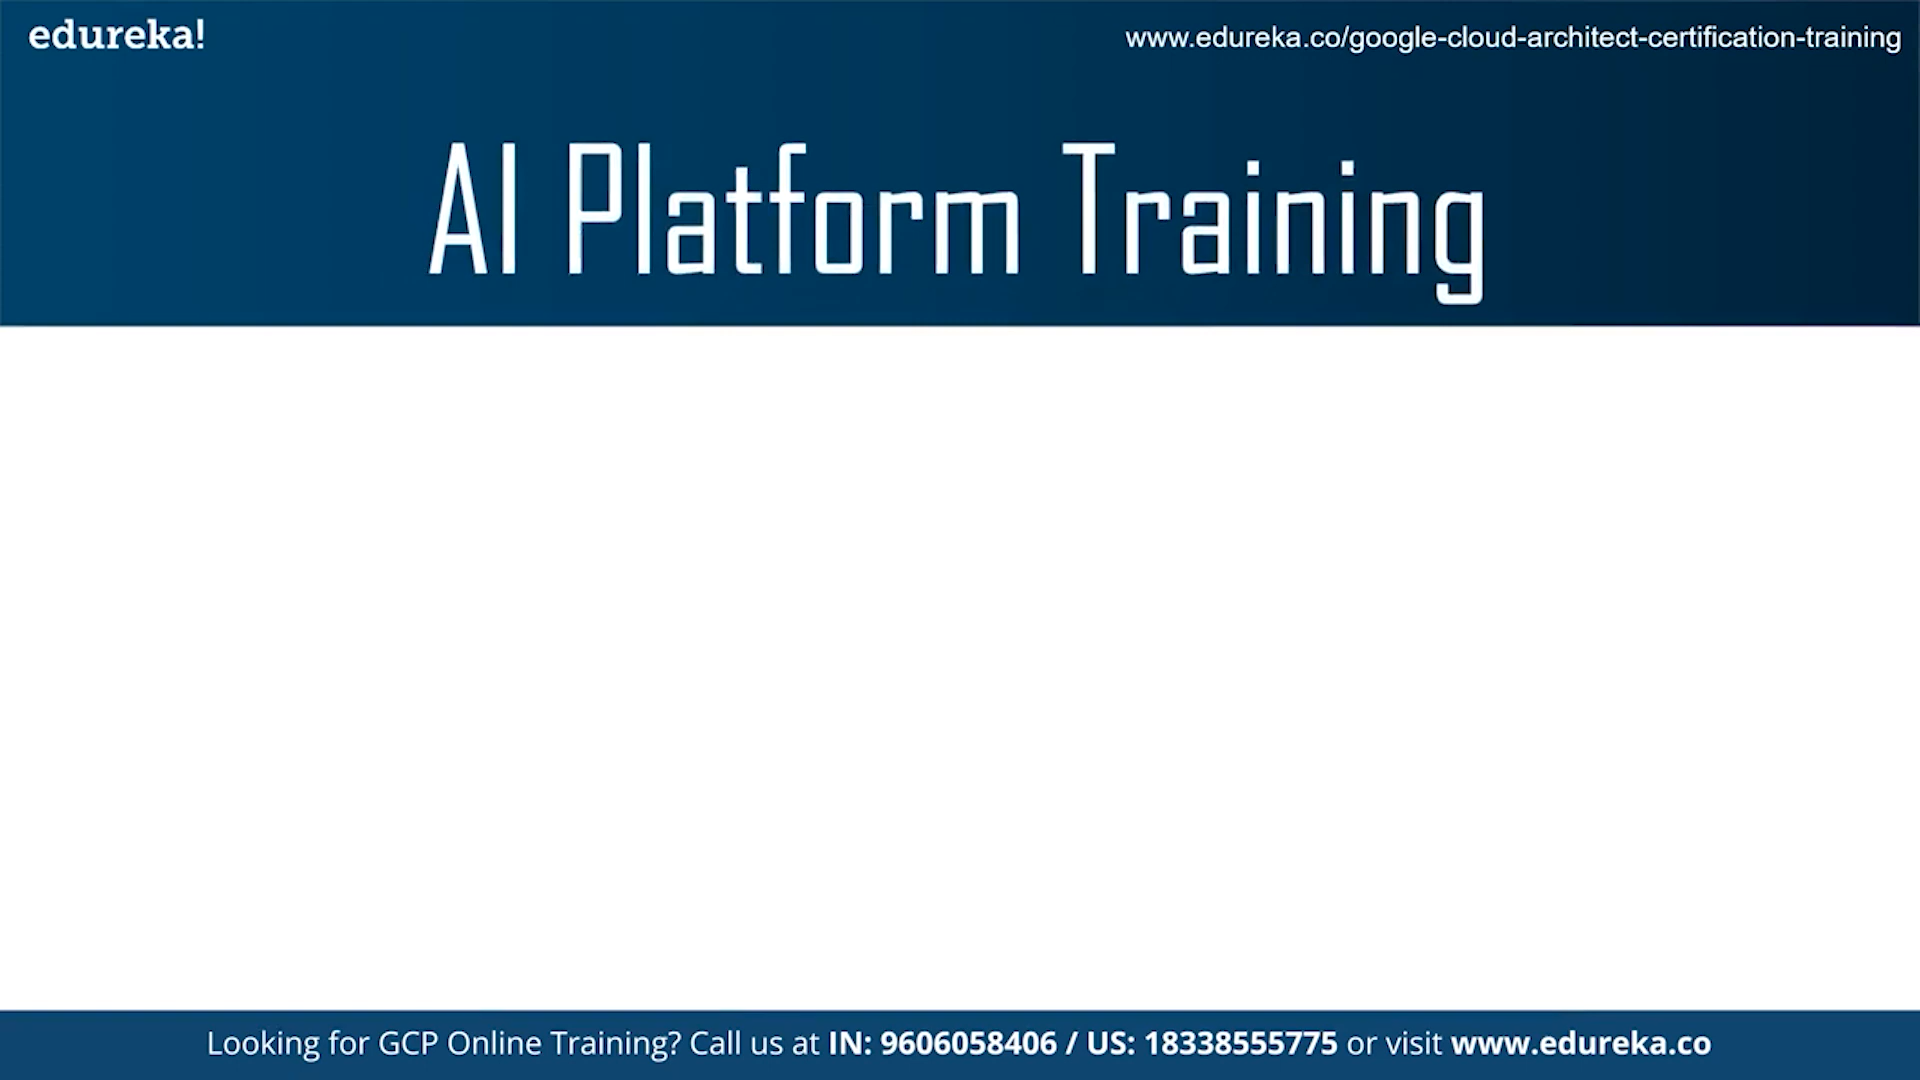 edureka!
www.edureka.co/google-cloud-architect-certification-training
AI Platform Training
Looking for GCP Online Training? Call us at IN: 9606058406 / US: 18338555775 or visit www.edureka.co